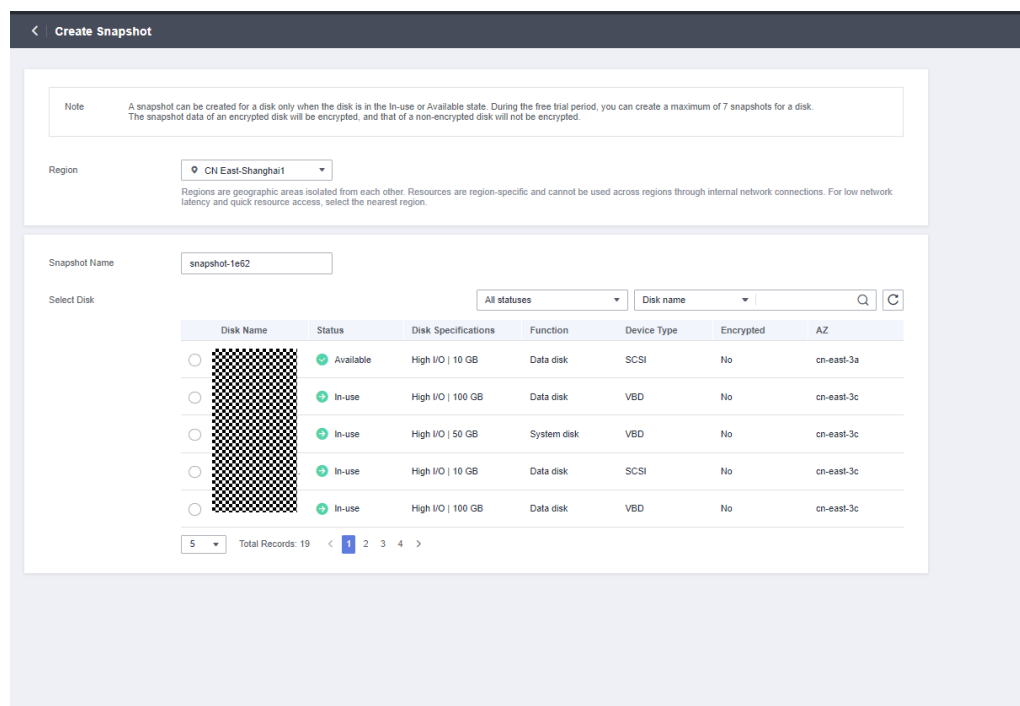 Create Snapshot
Note
A snapshot can be created for a disk only when the disk is in the In-use or Available state. During the free trial period, you can create a maximum of 7 snapshots for a disk.
The snapshot data of an encrypted disk will be encrypted, and that of a non-encrypted disk will not be encrypted.
Region CN East-Shanghai1
Regions are geographic areas isolated from each other. Resources are region-specific and cannot be used across regions through internal network connections. For low network
latency and quick resource access, select the nearest region.
Snapshot Name snapshot-1e62
Select Disk All statuses Disk name
Disk Name Status Disk Specifications Function Device Type Encrypted AZ
Available High I/O | 10 GB Data disk SCSI No cn-east-3a
In-use High I/O | 100 GB Data disk VBD No cn-east-3c
In-use High I/O | 50 GB System disk VBD No cn-east-3c
In-use High I/O | 10 GB Data disk SCSI No cn-east-3c
In-use High I/O | 100 GB Data disk VBD No cn-east-3c
5 Total Records: 19 < 1 2 3 4 >